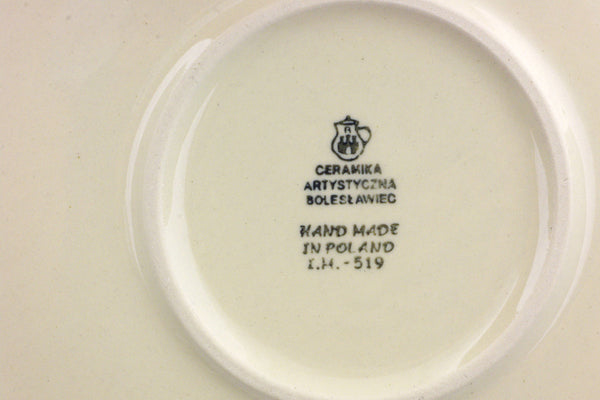 CERAMIKA
ARTYSTYCZNA
BOLESŁAWIEC
HAND MADE
IN POLAND
I.H. - 519